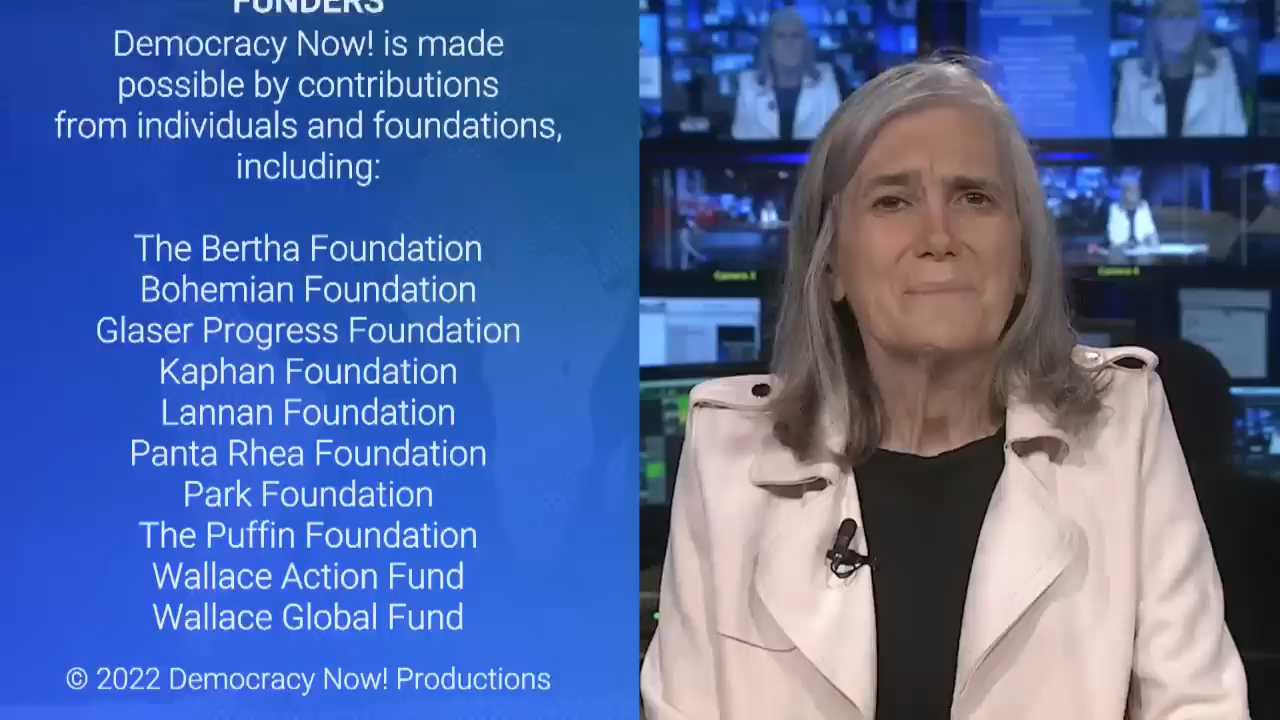 FUNDERS
Democracy Now! is made
possible by contributions
from individuals and foundations,
including:
The Bertha Foundation
Bohemian Foundation
Glaser Progress Foundation
Kaphan Foundation
Lannan Foundation
Panta Rhea Foundation
Park Foundation
The Puffin Foundation
Wallace Action Fund
Wallace Global Fund
© 2022 Democracy Now! Productions